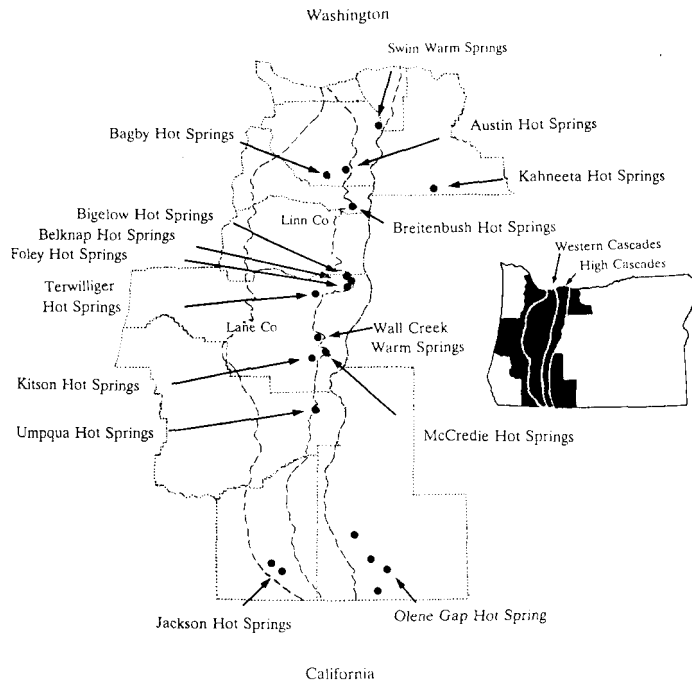 Washington
Swim Warm Springs
Bagby Hot Springs
Austin Hot Springs
Kahneeta Hot Springs
Bigelow Hot Springs
Linn Co
Breitenbush Hot Springs
Belknap Hot Springs
Foley Hot Springs
Western Cascades
High Cascades
Terwilliger
Hot Springs
Lane Co
Wall Creek
Warm Springs
Kitson Hot Springs
Umpqua Hot Springs
McCredie Hot Springs
Jackson Hot Springs
Olene Gap Hot Spring
California